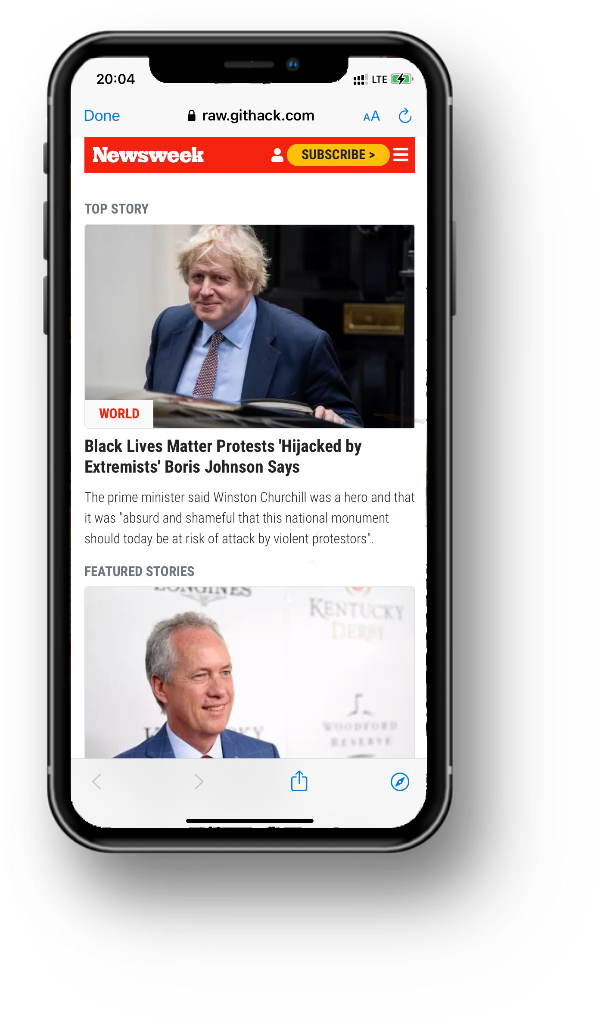 20:04
LTE
Done
raw.githack.com
AA
Newsweek
SUBSCRIBE >
TOP STORY
WORLD
Black Lives Matter Protests 'Hijacked by
Extremists' Boris Johnson Says
The prime minister said Winston Churchill was a hero and that
it was "absurd and shameful that this national monument
should today be at risk of attack by violent protestors".
FEATURED STORIES
LONGINES
KENTUCKY
DERBY
WOODFORD
RESERVE